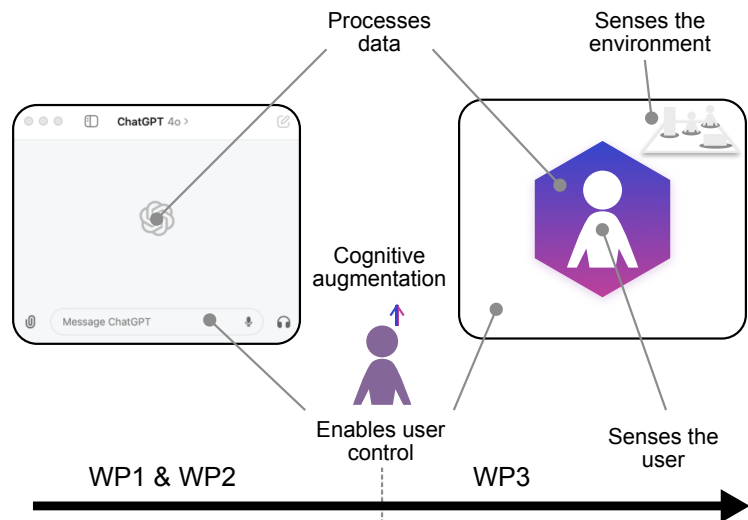 Processes
data
Senses the
environment
ChatGPT 4o >
Cognitive
augmentation
Message ChatGPT
Enables user
control
Senses the
user
WP1 & WP2
WP3